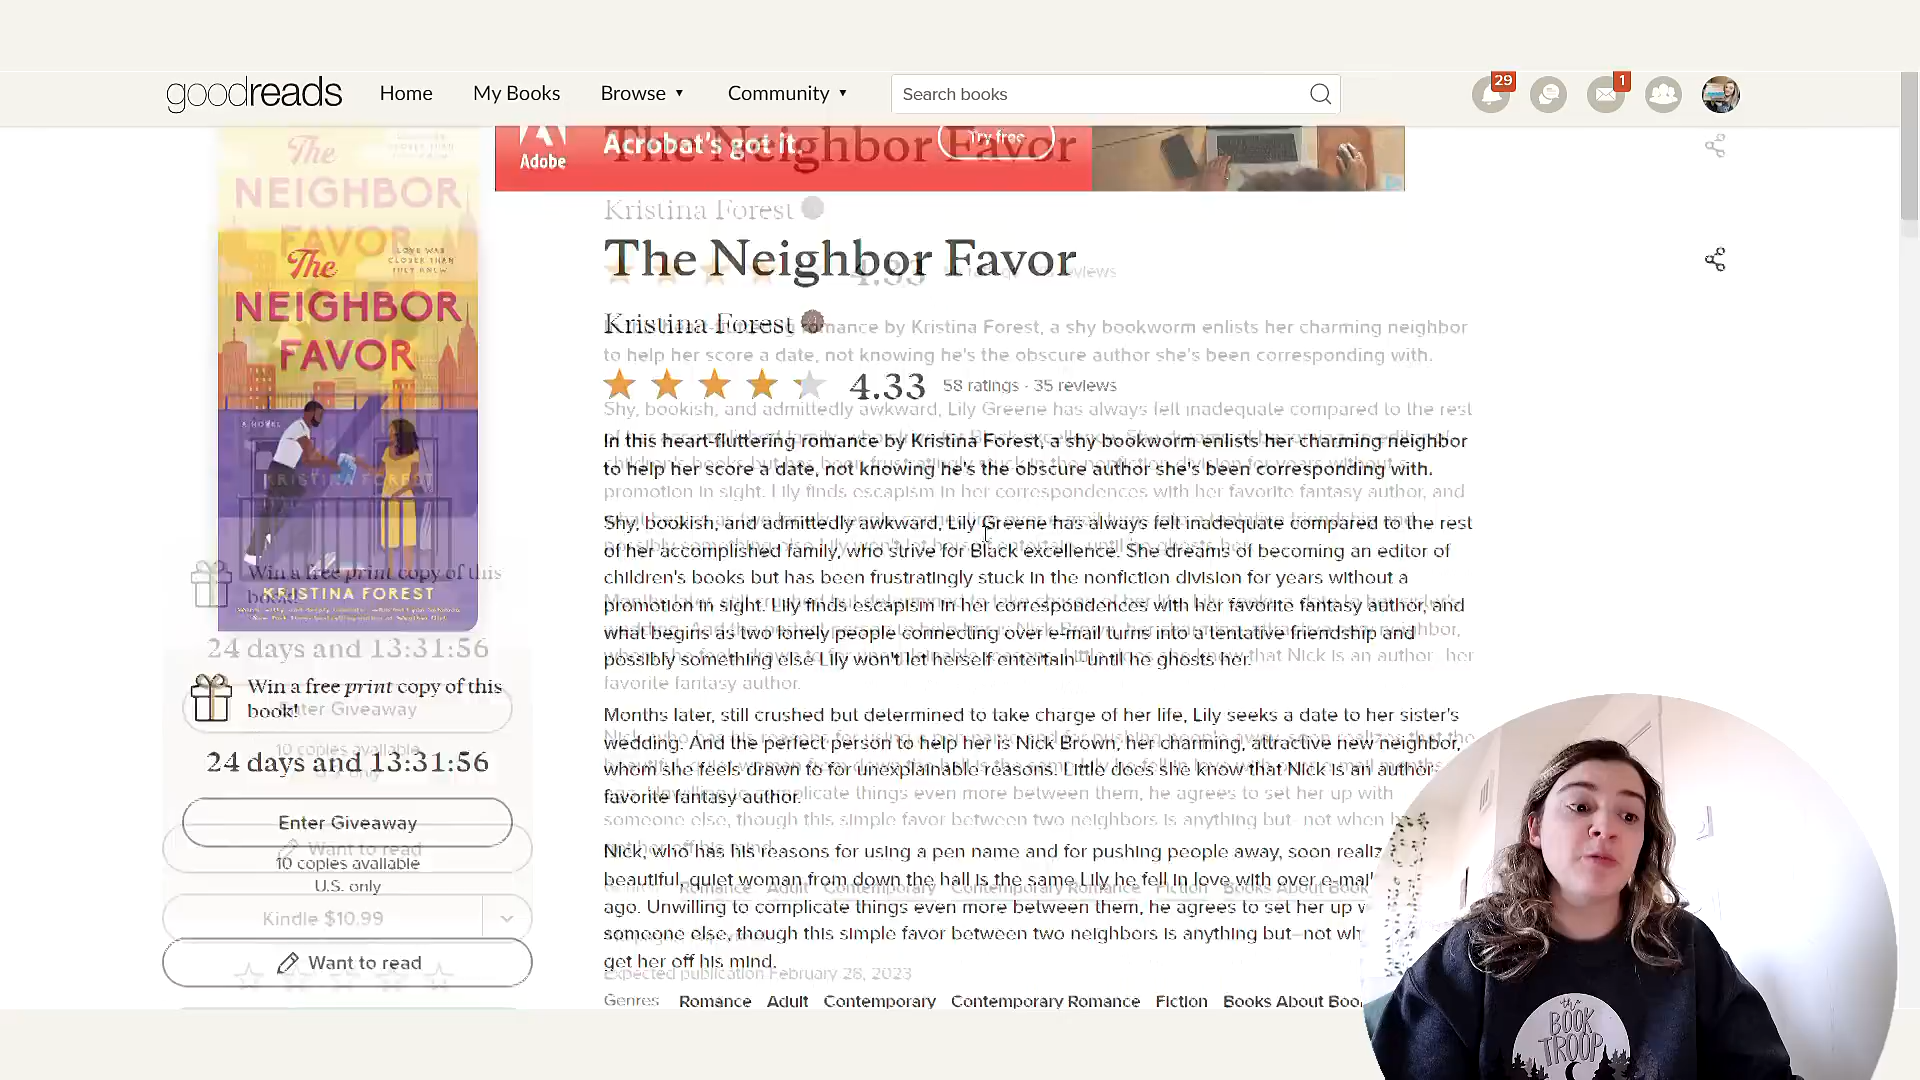 goodreads
Home
My Books
Browse
Community
Search books
29
1
Adobe
Acrobat's got it.
Try free
The
NEIGHBOR
FAVOR
LOVE WAS
CLOSER THAN
THEY KNEW
A NOVEL
KRISTINA FOREST
Win a free print copy of this
book!
24 days and 13:31:56
Enter Giveaway
10 copies available
U.S. only
Kindle $10.99
Want to read
The Neighbor Favor
Kristina Forest
4.33
58 ratings · 35 reviews
In this heart-fluttering romance by Kristina Forest, a shy bookworm enlists her charming neighbor
to help her score a date, not knowing he's the obscure author she's been corresponding with.
Shy, bookish, and admittedly awkward, Lily Greene has always felt inadequate compared to the rest
of her accomplished family, who strive for Black excellence. She dreams of becoming an editor of
children's books but has been frustratingly stuck in the nonfiction division for years without a
promotion in sight. Lily finds escapism in her correspondences with her favorite fantasy author, and
what begins as two lonely people connecting over e-mail turns into a tentative friendship and
possibly something else Lily won't let herself entertain–until he ghosts her.
Months later, still crushed but determined to take charge of her life, Lily seeks a date to her sister's
wedding. And the perfect person to help her is Nick Brown, her charming, attractive new neighbor,
whom she feels drawn to for unexplainable reasons. Little does she know that Nick is an author–
favorite fantasy author.
Nick, who has his reasons for using a pen name and for pushing people away, soon realiz
beautiful, quiet woman from down the hall is the same Lily he fell in love with over e-mail
ago. Unwilling to complicate things even more between them, he agrees to set her up w
someone else, though this simple favor between two neighbors is anything but–not wh
get her off his mind.
Expected publication February 28, 2023
Genres
Romance
Adult
Contemporary
Contemporary Romance
Fiction
Books About Boo
the
BOOK
TROOP